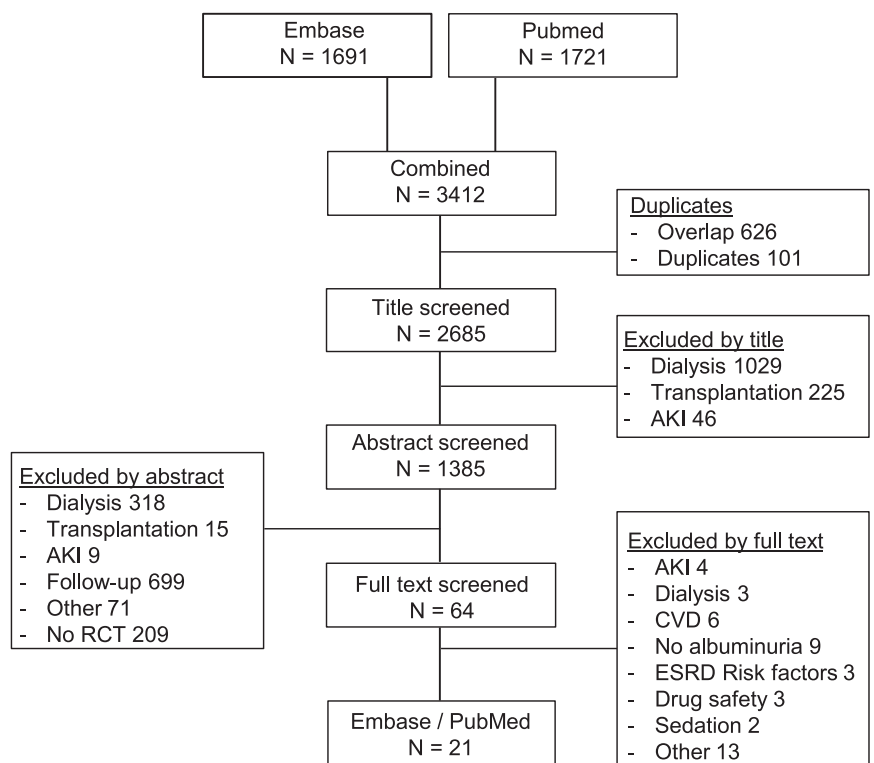 Embase
N = 1691
Pubmed
N = 1721
Combined
N = 3412
Duplicates
- Overlap 626
- Duplicates 101
Title screened
N = 2685
Excluded by title
- Dialysis 1029
- Transplantation 225
- AKI 46
Abstract screened
N = 1385
Excluded by abstract
- Dialysis 318
- Transplantation 15
- AKI 9
- Follow-up 699
- Other 71
- No RCT 209
Full text screened
N = 64
Excluded by full text
- AKI 4
- Dialysis 3
- CVD 6
- No albuminuria 9
- ESRD Risk factors 3
- Drug safety 3
- Sedation 2
- Other 13
Embase / PubMed
N = 21